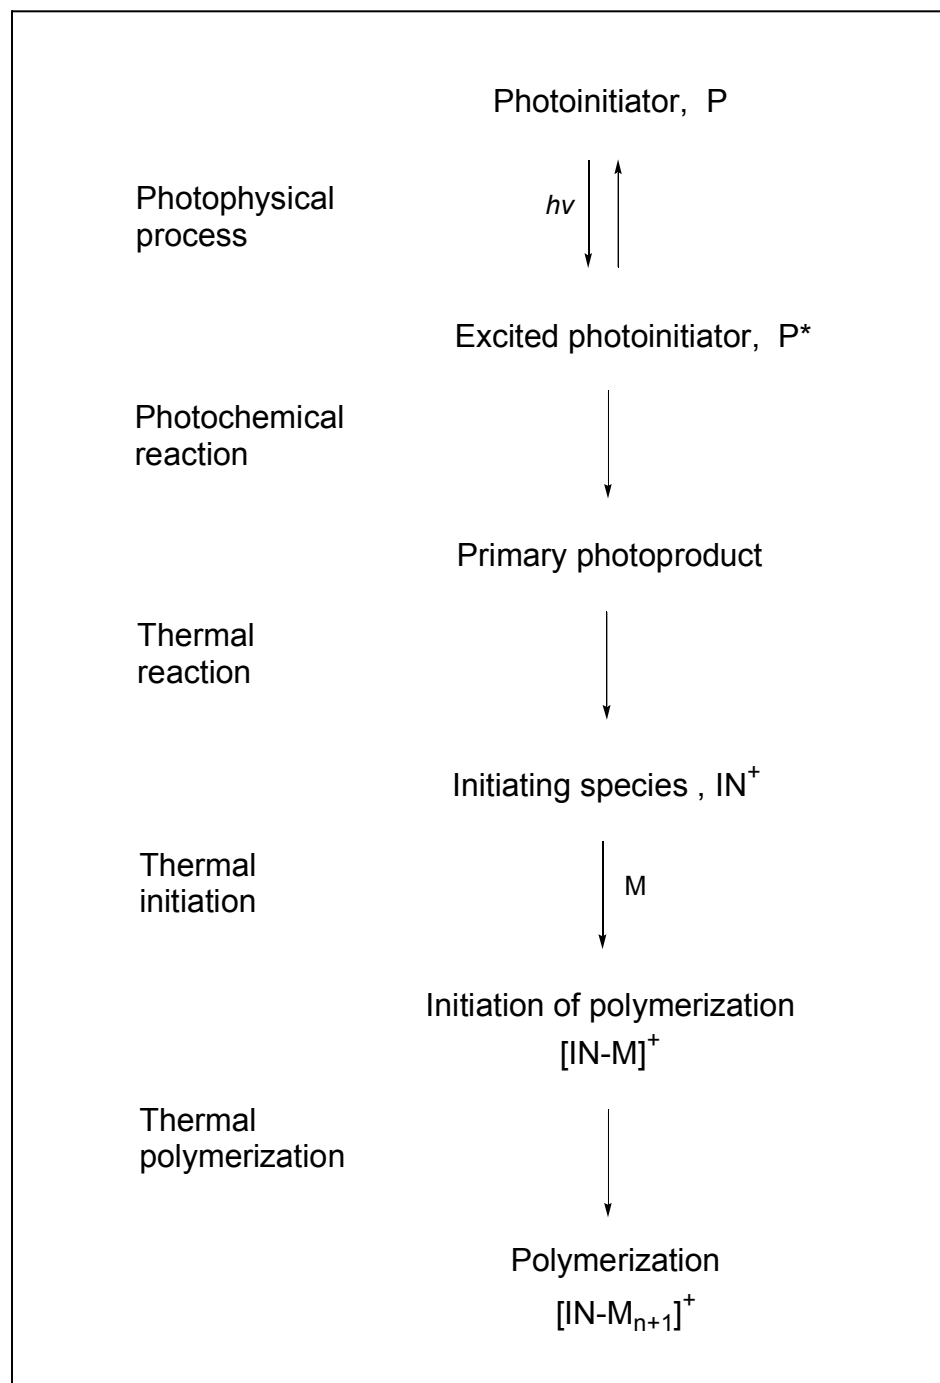 Photoinitiator, P
Photophysical
process
hv
Excited photoinitiator, P*
Photochemical
reaction
Primary photoproduct
Thermal
reaction
Initiating species , IN⁺
Thermal
initiation
M
Initiation of polymerization
[IN-M]⁺
Thermal
polymerization
Polymerization
[IN-Mₙ₊₁]⁺